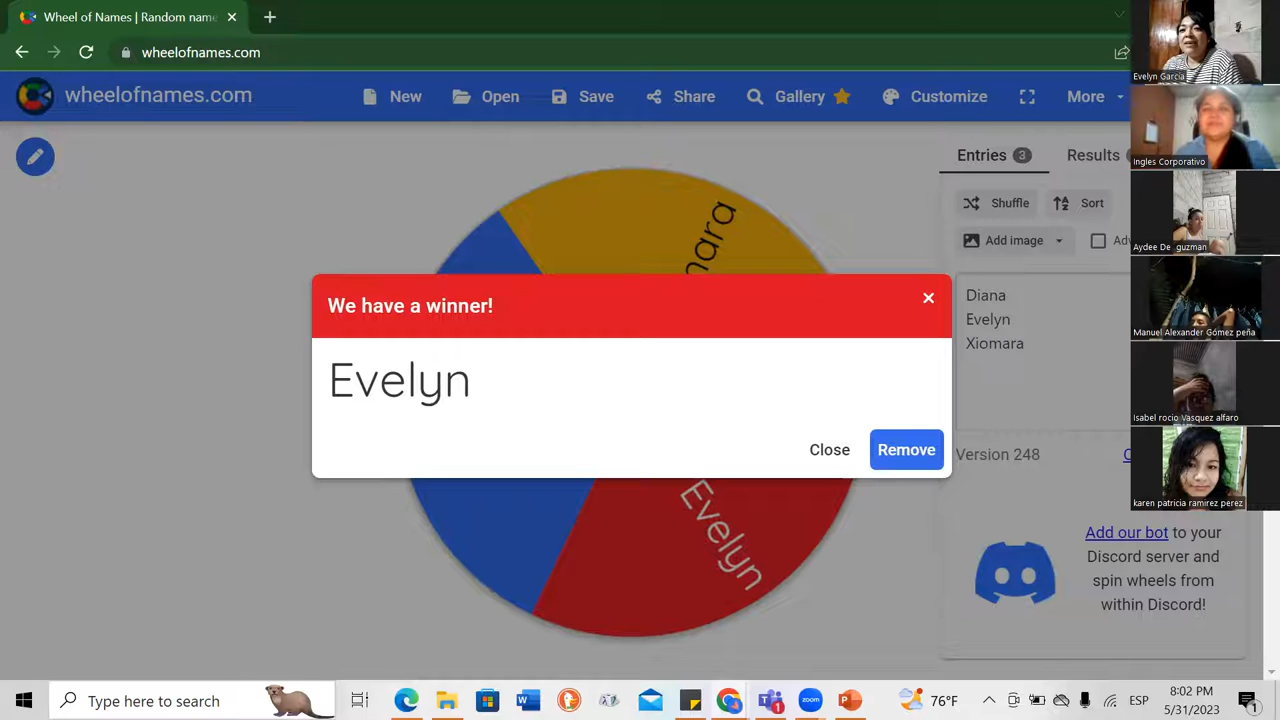 Wheel of Names | Random name
wheelofnames.com
wheelofnames.com
New
Open
Save
Share
Gallery
Customize
More
Entries 3
Results
Shuffle
Sort
Add image
Diana
Evelyn
Xiomara
We have a winner!
Evelyn
Close
Remove
Evelyn
Version 248
Add our bot to your
Discord server and
spin wheels from
within Discord!
Evelyn Garcia
Ingles Corporativo
Aydee De guzman
Manuel Alexander Gómez peña
Isabel rocio Vasquez alfaro
karen patricia ramirez perez
Type here to search
1
76°F
ESP
8:02 PM
5/31/2023
1